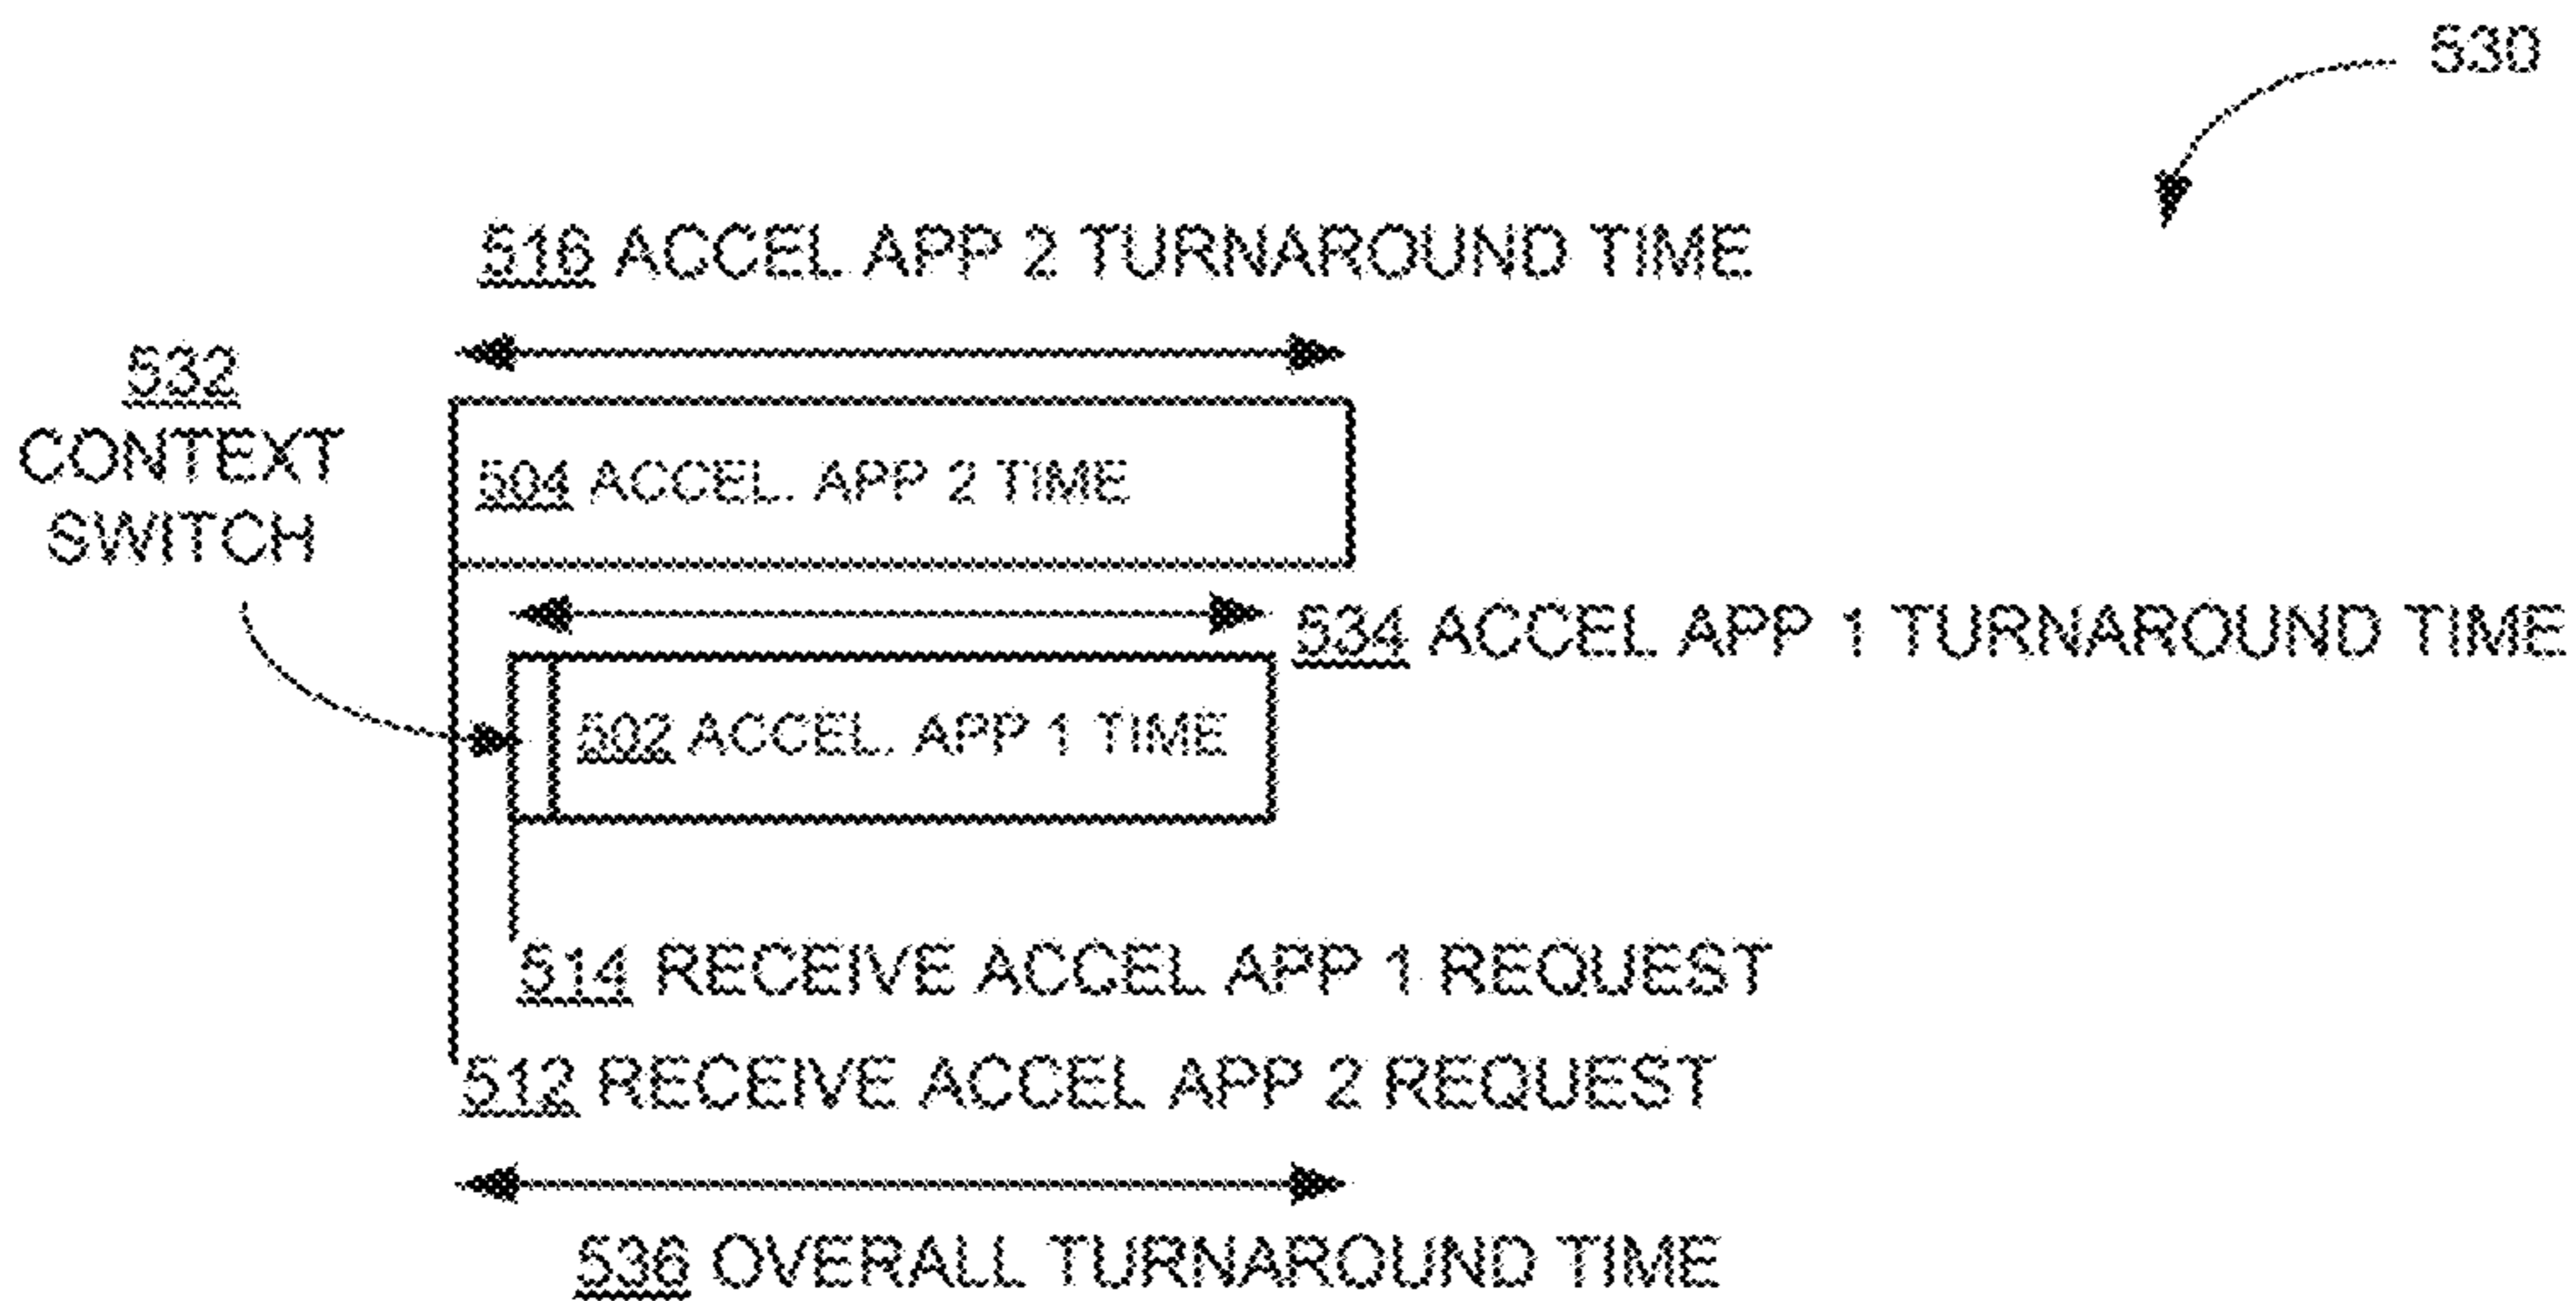 530
516 ACCEL APP 2 TURNAROUND TIME
532
CONTEXT
SWITCH
504 ACCEL. APP 2 TIME
534 ACCEL APP 1 TURNAROUND TIME
502 ACCEL. APP 1 TIME
514 RECEIVE ACCEL APP 1 REQUEST
512 RECEIVE ACCEL APP 2 REQUEST
536 OVERALL TURNAROUND TIME